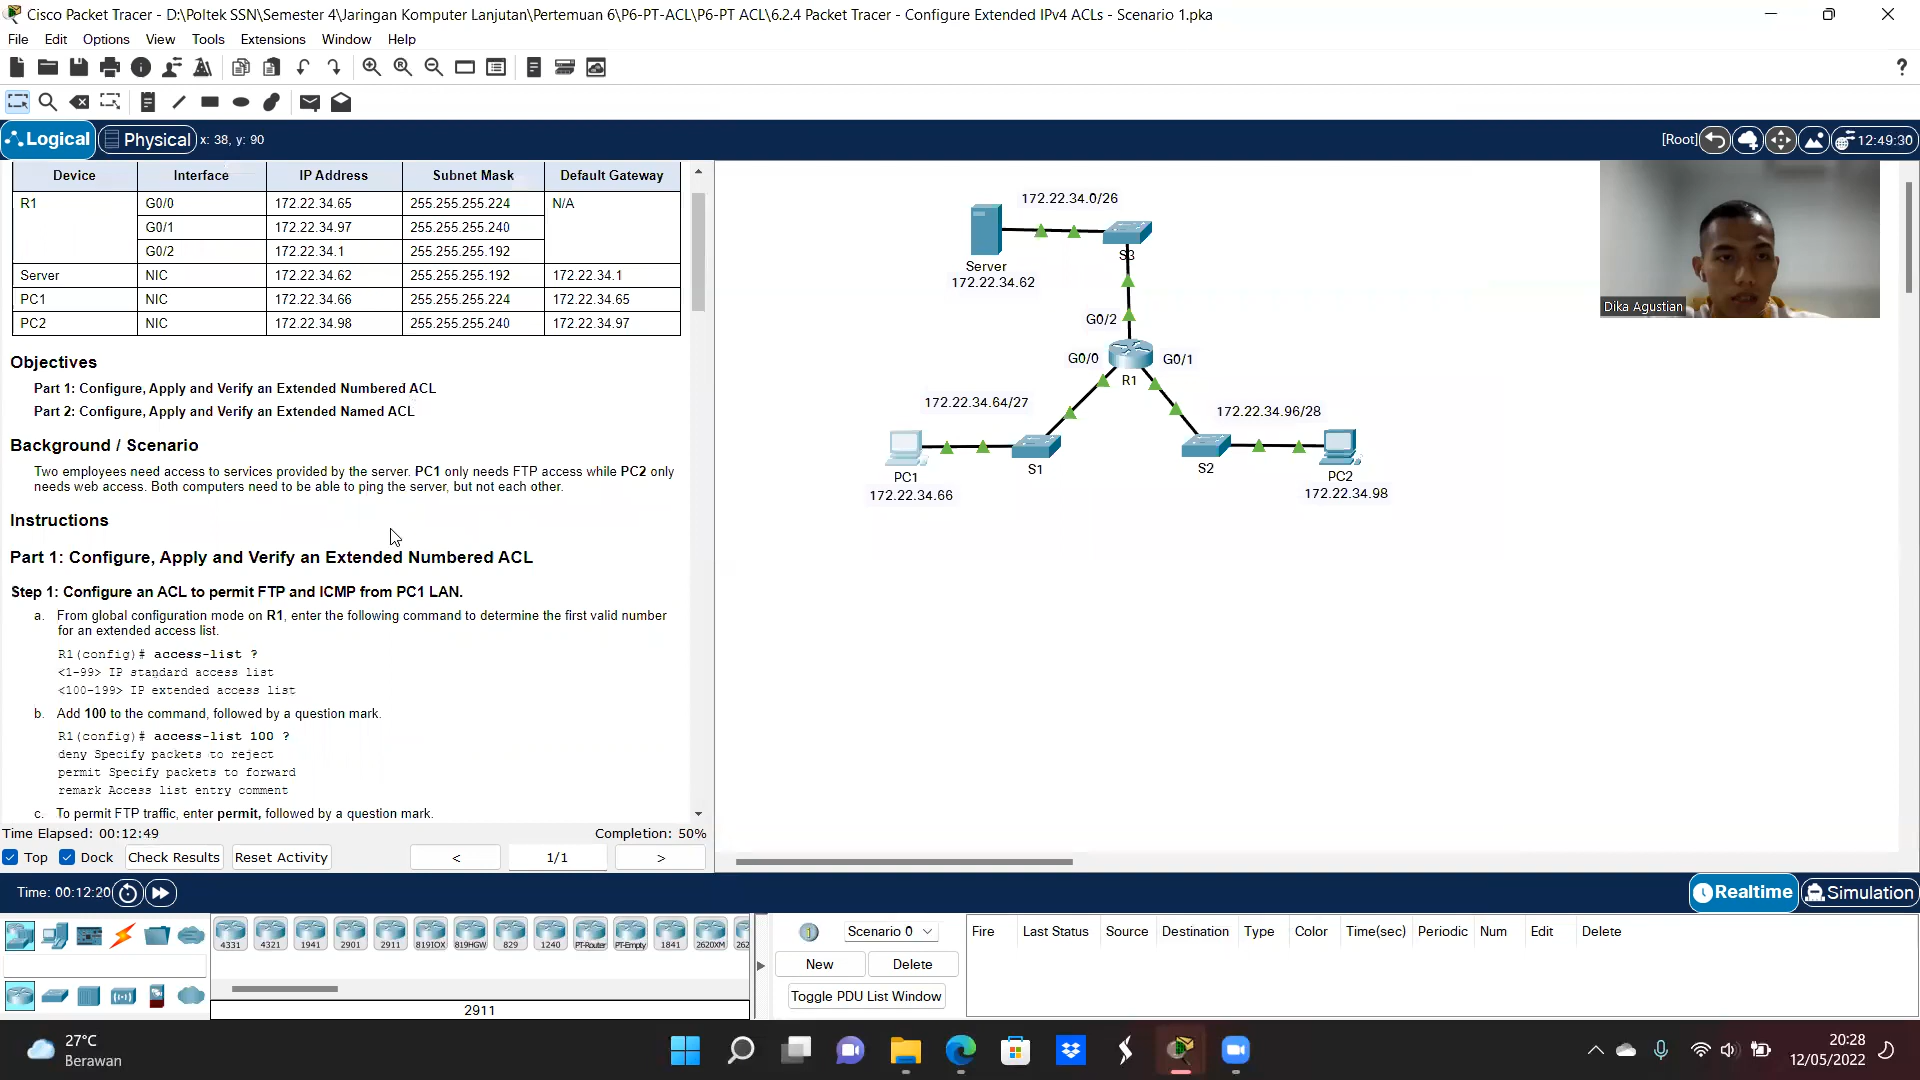 Cisco Packet Tracer - D:\Poltek SSN\Semester 4\Jaringan Komputer Lanjutan\Pertemuan 6\P6-PT-ACL\P6-PT ACL\6.2.4 Packet Tracer - Configure Extended IPv4 ACLs - Scenario 1.pka
File Edit Options View Tools Extensions Window Help
?
Logical Physical x: 38, y: 90 [Root] 12:49:30
Device Interface IP Address Subnet Mask Default Gateway
R1 G0/0 172.22.34.65 255.255.255.224 N/A
G0/1 172.22.34.97 255.255.255.240
G0/2 172.22.34.1 255.255.255.192
Server NIC 172.22.34.62 255.255.255.192 172.22.34.1
PC1 NIC 172.22.34.66 255.255.255.224 172.22.34.65
PC2 NIC 172.22.34.98 255.255.255.240 172.22.34.97
Objectives
Part 1: Configure, Apply and Verify an Extended Numbered ACL
Part 2: Configure, Apply and Verify an Extended Named ACL
Background / Scenario
Two employees need access to services provided by the server. PC1 only needs FTP access while PC2 only
needs web access. Both computers need to be able to ping the server, but not each other.
Instructions
Part 1: Configure, Apply and Verify an Extended Numbered ACL
Step 1: Configure an ACL to permit FTP and ICMP from PC1 LAN.
a. From global configuration mode on R1, enter the following command to determine the first valid number
for an extended access list.
R1(config)# access-list ?
<1-99> IP standard access list
<100-199> IP extended access list
b. Add 100 to the command, followed by a question mark.
R1(config)# access-list 100 ?
deny Specify packets to reject
permit Specify packets to forward
remark Access list entry comment
c. To permit FTP traffic, enter permit, followed by a question mark.
Time Elapsed: 00:12:49 Completion: 50%
Top Dock Check Results Reset Activity < 1/1 >
172.22.34.0/26
Server
172.22.34.62
S3
G0/2
G0/0 G0/1
R1
172.22.34.64/27
172.22.34.96/28
PC1
172.22.34.66
S1
S2
PC2
172.22.34.98
Dika Agustian
Time: 00:12:20 Realtime Simulation
4331 4321 1941 2901 2911 819IOX 819HGW 829 1240 PT-Router PT-Empty 1841 2620XM 262
2911
Scenario 0
New Delete
Toggle PDU List Window
Fire Last Status Source Destination Type Color Time(sec) Periodic Num Edit Delete
27°C
Berawan
20:28
12/05/2022